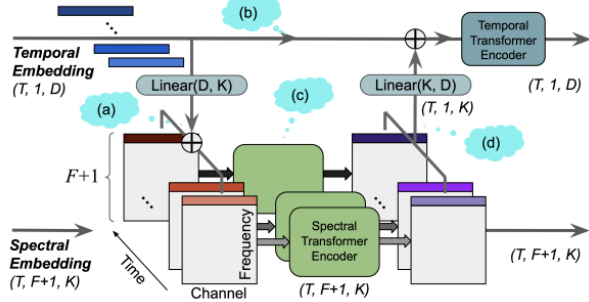 (b)
Temporal
Embedding
(T, 1, D)
Temporal
Transformer
Encoder
(T, 1, D)
Linear(D, K)
Linear(K, D)
(T, 1, K)
(a)
(c)
(d)
F+1
Spectral
Embedding
(T, F+1, K)
Time
Channel
Frequency
Spectral
Transformer
Encoder
(T, F+1, K)
(T, F+1, K)